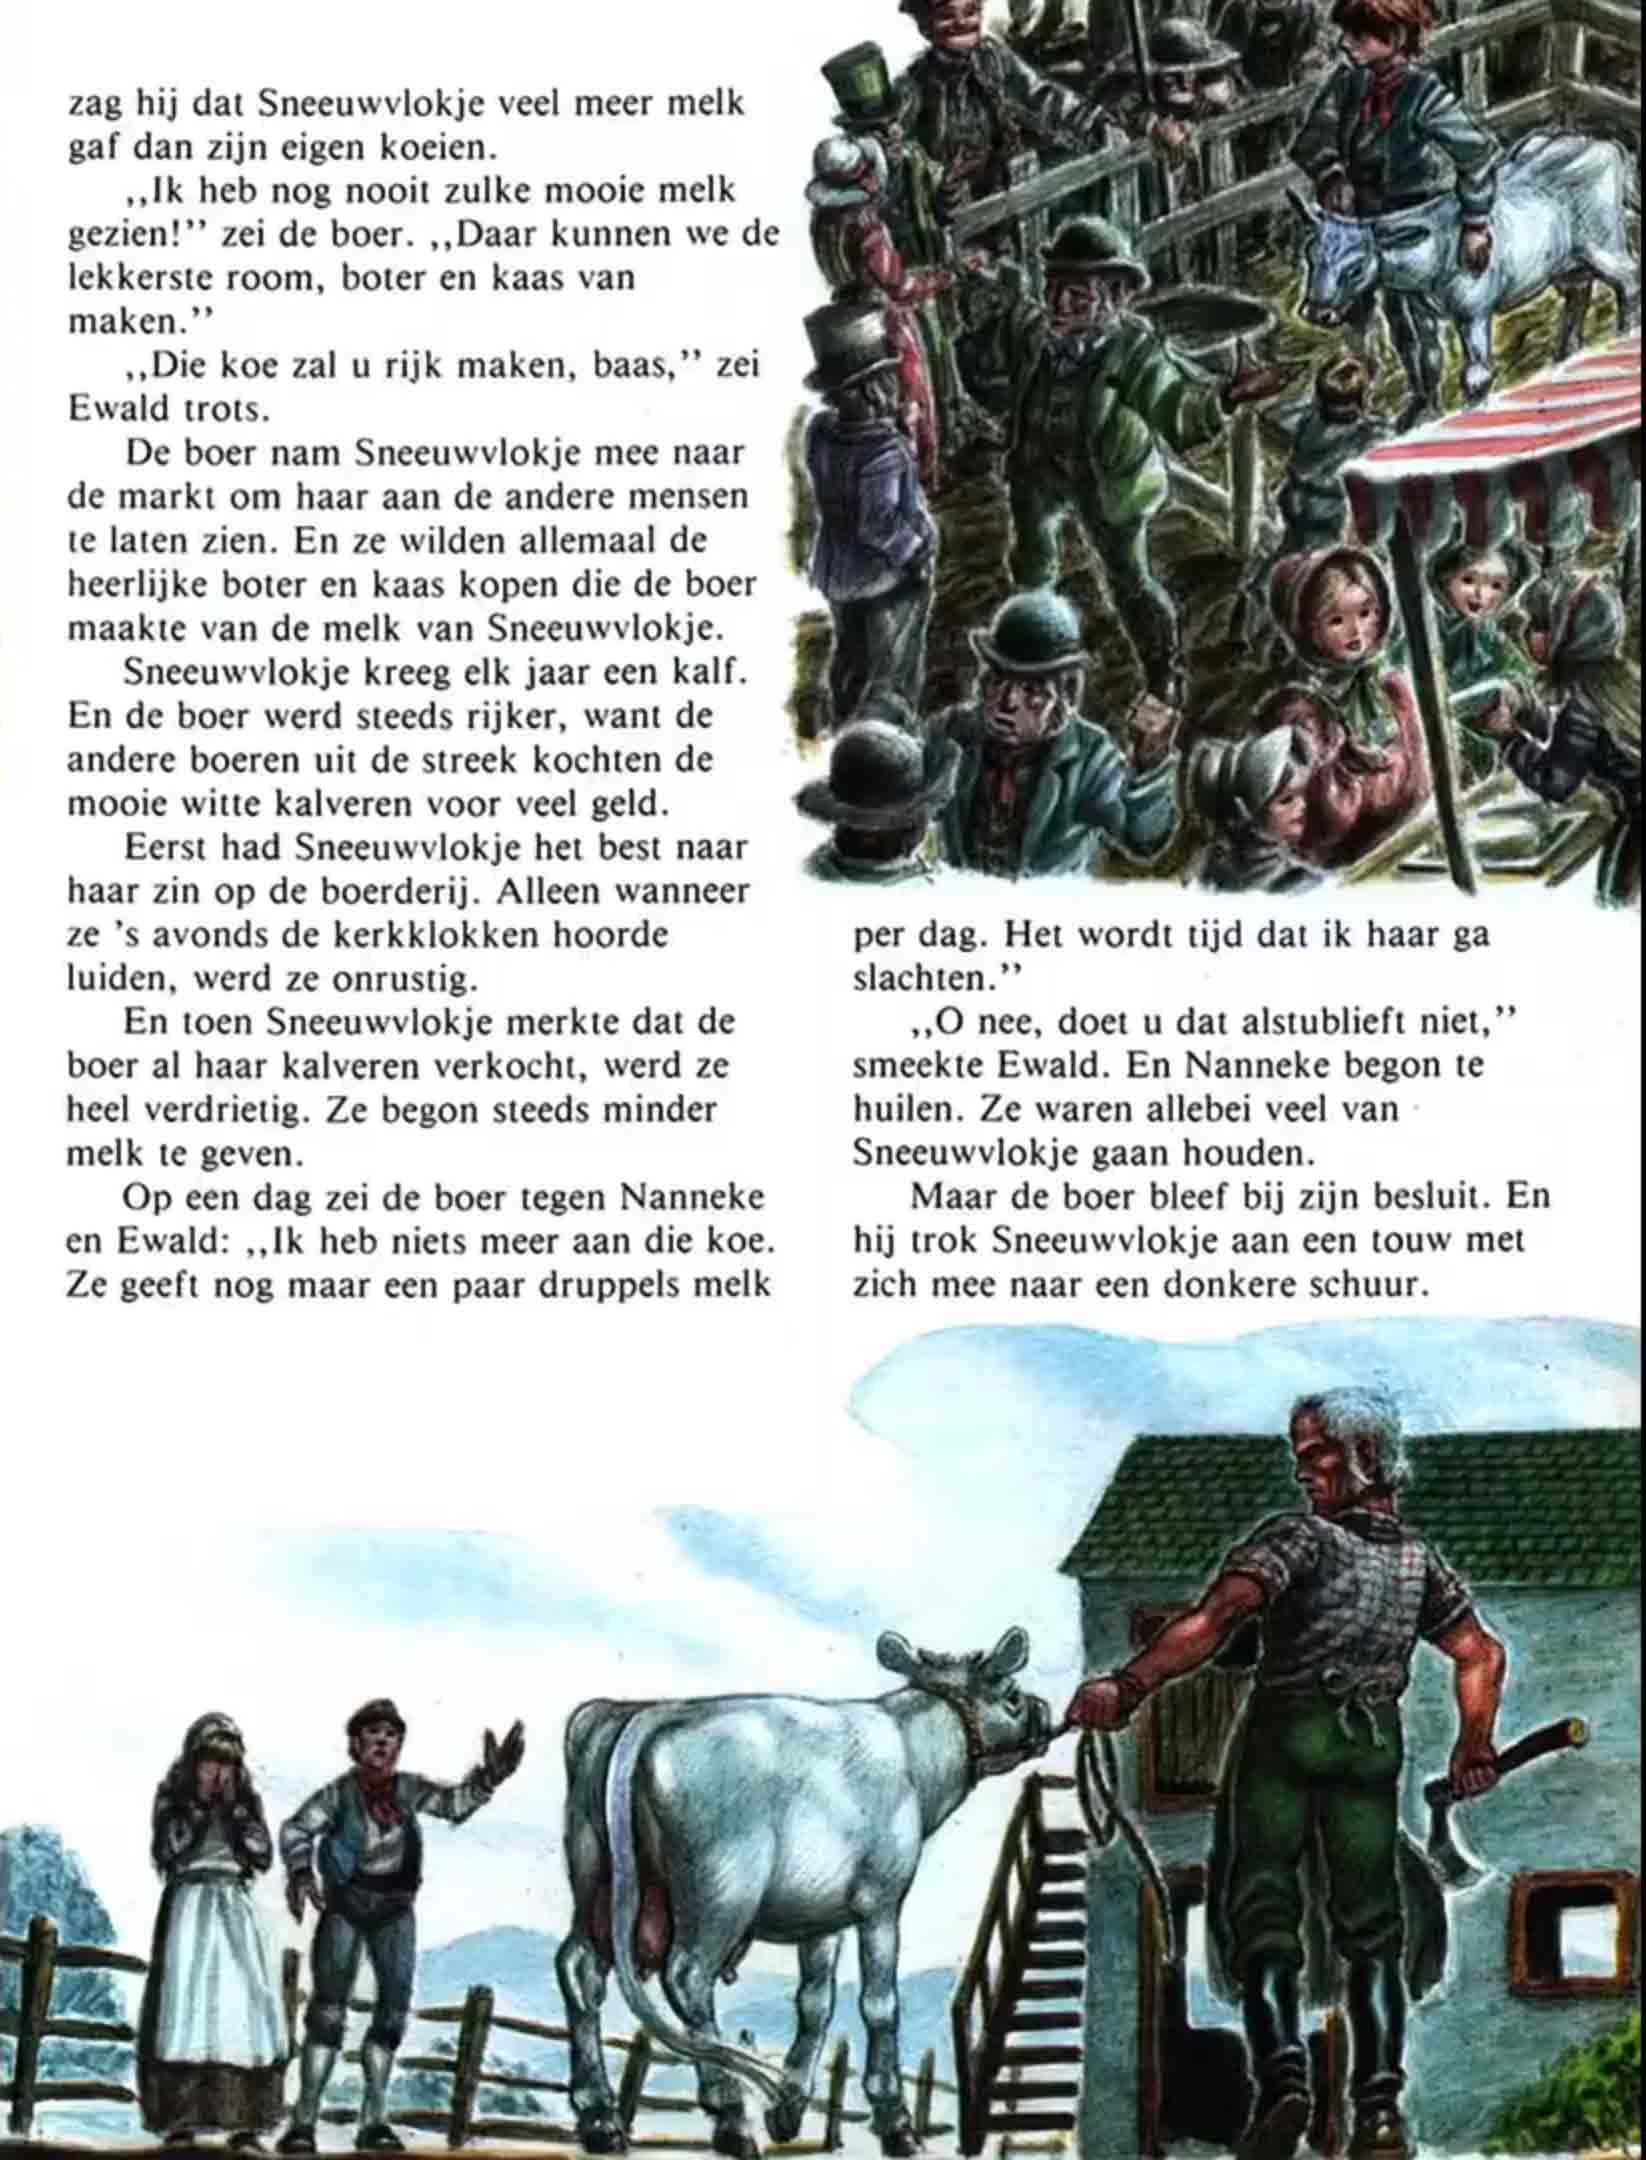 zag hij dat Sneeuwvlokje veel meer melk
gaf dan zijn eigen koeien.
,,Ik heb nog nooit zulke mooie melk
gezien!’’ zei de boer. ,,Daar kunnen we de
lekkerste room, boter en kaas van
maken.’’
,,Die koe zal u rijk maken, baas,’’ zei
Ewald trots.
De boer nam Sneeuwvlokje mee naar
de markt om haar aan de andere mensen
te laten zien. En ze wilden allemaal de
heerlijke boter en kaas kopen die de boer
maakte van de melk van Sneeuwvlokje.
Sneeuwvlokje kreeg elk jaar een kalf.
En de boer werd steeds rijker, want de
andere boeren uit de streek kochten de
mooie witte kalveren voor veel geld.
Eerst had Sneeuwvlokje het best naar
haar zin op de boerderij. Alleen wanneer
ze ’s avonds de kerkklokken hoorde
luiden, werd ze onrustig.
En toen Sneeuwvlokje merkte dat de
boer al haar kalveren verkocht, werd ze
heel verdrietig. Ze begon steeds minder
melk te geven.
Op een dag zei de boer tegen Nanneke
en Ewald: ,,Ik heb niets meer aan die koe.
Ze geeft nog maar een paar druppels melk
per dag. Het wordt tijd dat ik haar ga
slachten.’’
,,O nee, doet u dat alstublieft niet,’’
smeekte Ewald. En Nanneke begon te
huilen. Ze waren allebei veel van
Sneeuwvlokje gaan houden.
Maar de boer bleef bij zijn besluit. En
hij trok Sneeuwvlokje aan een touw met
zich mee naar een donkere schuur.